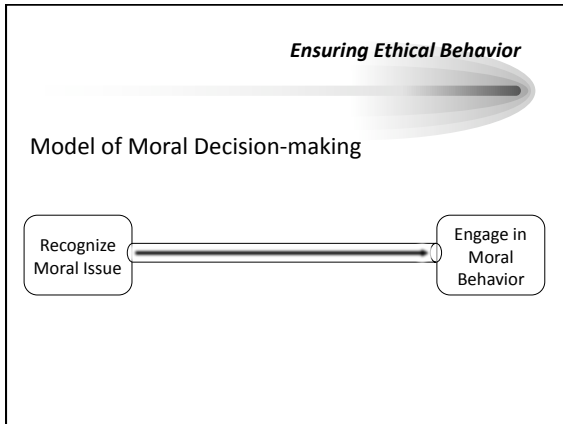 Ensuring Ethical Behavior
Model of Moral Decision-making
Recognize
Moral Issue
Engage in
Moral
Behavior